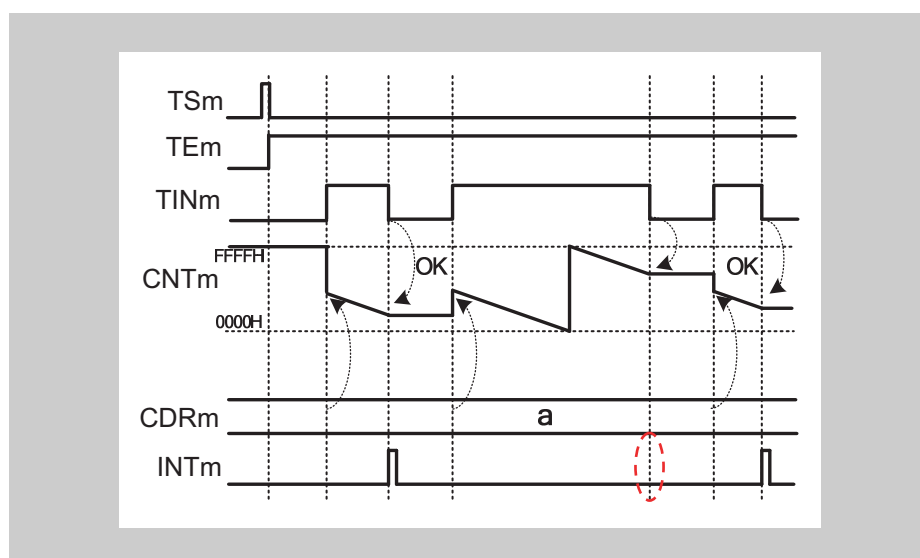 TSm
TEm
TINm
FFFFH
CNTm
OK
OK
0000H
CDRm
a
INTm